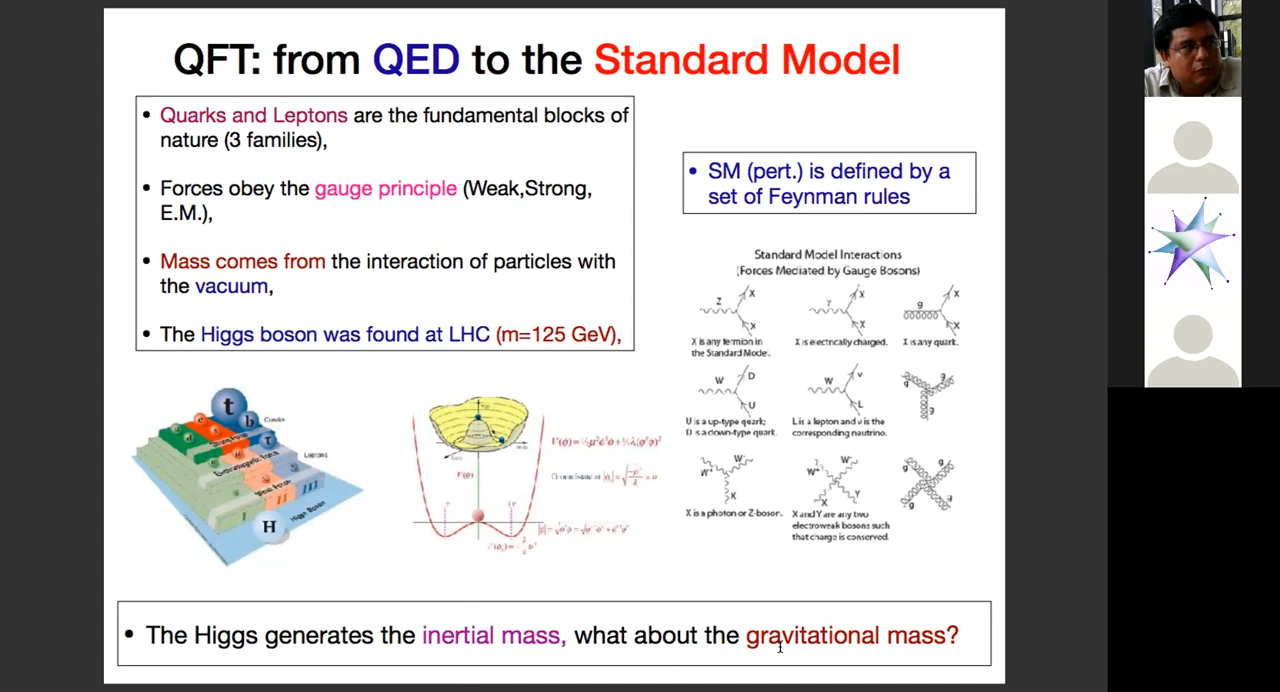 QFT: from QED to the Standard Model
• Quarks and Leptons are the fundamental blocks of
nature (3 families),
• Forces obey the gauge principle (Weak,Strong,
E.M.),
• Mass comes from the interaction of particles with
the vacuum,
• The Higgs boson was found at LHC (m=125 GeV),
• SM (pert.) is defined by a
set of Feynman rules
Standard Model Interactions
(Forces Mediated by Gauge Bosons)
Z X X
X is any fermion in
the Standard Model.
γ X X
X is electrically charged.
g X X
X is any quark.
W D U
U is a up-type quark;
D is a down-type quark.
W ν L
L is a lepton and ν is the
corresponding neutrino.
g g g
W⁺ W⁻ X
X is a photon or Z-boson.
W⁺ W⁻ X Y
X and Y are any two
electroweak bosons such
that charge is conserved.
g g g g
t
b
τ
Leptons
I II III
Higgs Boson
H
• The Higgs generates the inertial mass, what about the gravitational mass?